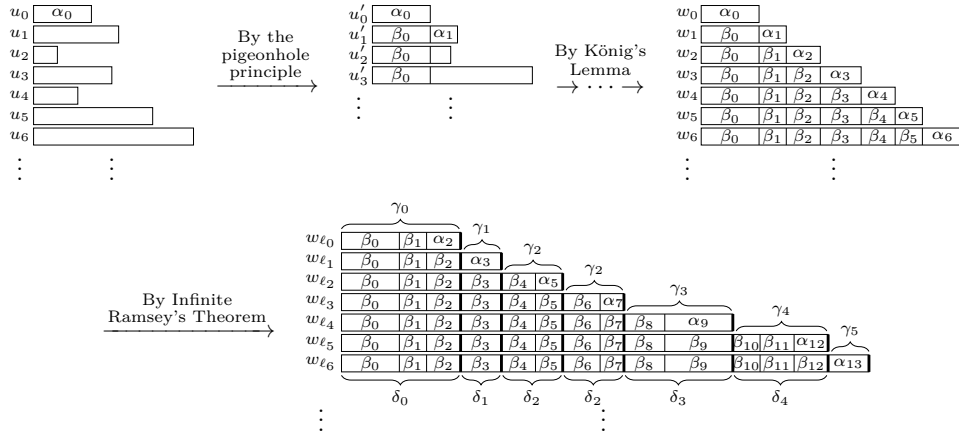 u₀ α₀
u₁
u₂
u₃
u₄
u₅
u₆
⋮ ⋮
By the
pigeonhole
principle
u′₀ α₀
u′₁ β₀ α₁
u′₂ β₀
u′₃ β₀
⋮ ⋮
By König's
Lemma
···
w₀ α₀
w₁ β₀ α₁
w₂ β₀ β₁ α₂
w₃ β₀ β₁ β₂ α₃
w₄ β₀ β₁ β₂ β₃ α₄
w₅ β₀ β₁ β₂ β₃ β₄ α₅
w₆ β₀ β₁ β₂ β₃ β₄ β₅ α₆
⋮ ⋮
By Infinite
Ramsey's Theorem
γ₀ γ₁ γ₂ γ₂ γ₃ γ₄ γ₅
w_ℓ₀ β₀ β₁ α₂
w_ℓ₁ β₀ β₁ β₂ α₃
w_ℓ₂ β₀ β₁ β₂ β₃ β₄ α₅
w_ℓ₃ β₀ β₁ β₂ β₃ β₄ β₅ β₆ α₇
w_ℓ₄ β₀ β₁ β₂ β₃ β₄ β₅ β₆ β₇ β₈ α₉
w_ℓ₅ β₀ β₁ β₂ β₃ β₄ β₅ β₆ β₇ β₈ β₉ β₁₀ β₁₁ α₁₂
w_ℓ₆ β₀ β₁ β₂ β₃ β₄ β₅ β₆ β₇ β₈ β₉ β₁₀ β₁₁ β₁₂ α₁₃
δ₀ δ₁ δ₂ δ₂ δ₃ δ₄
⋮ ⋮